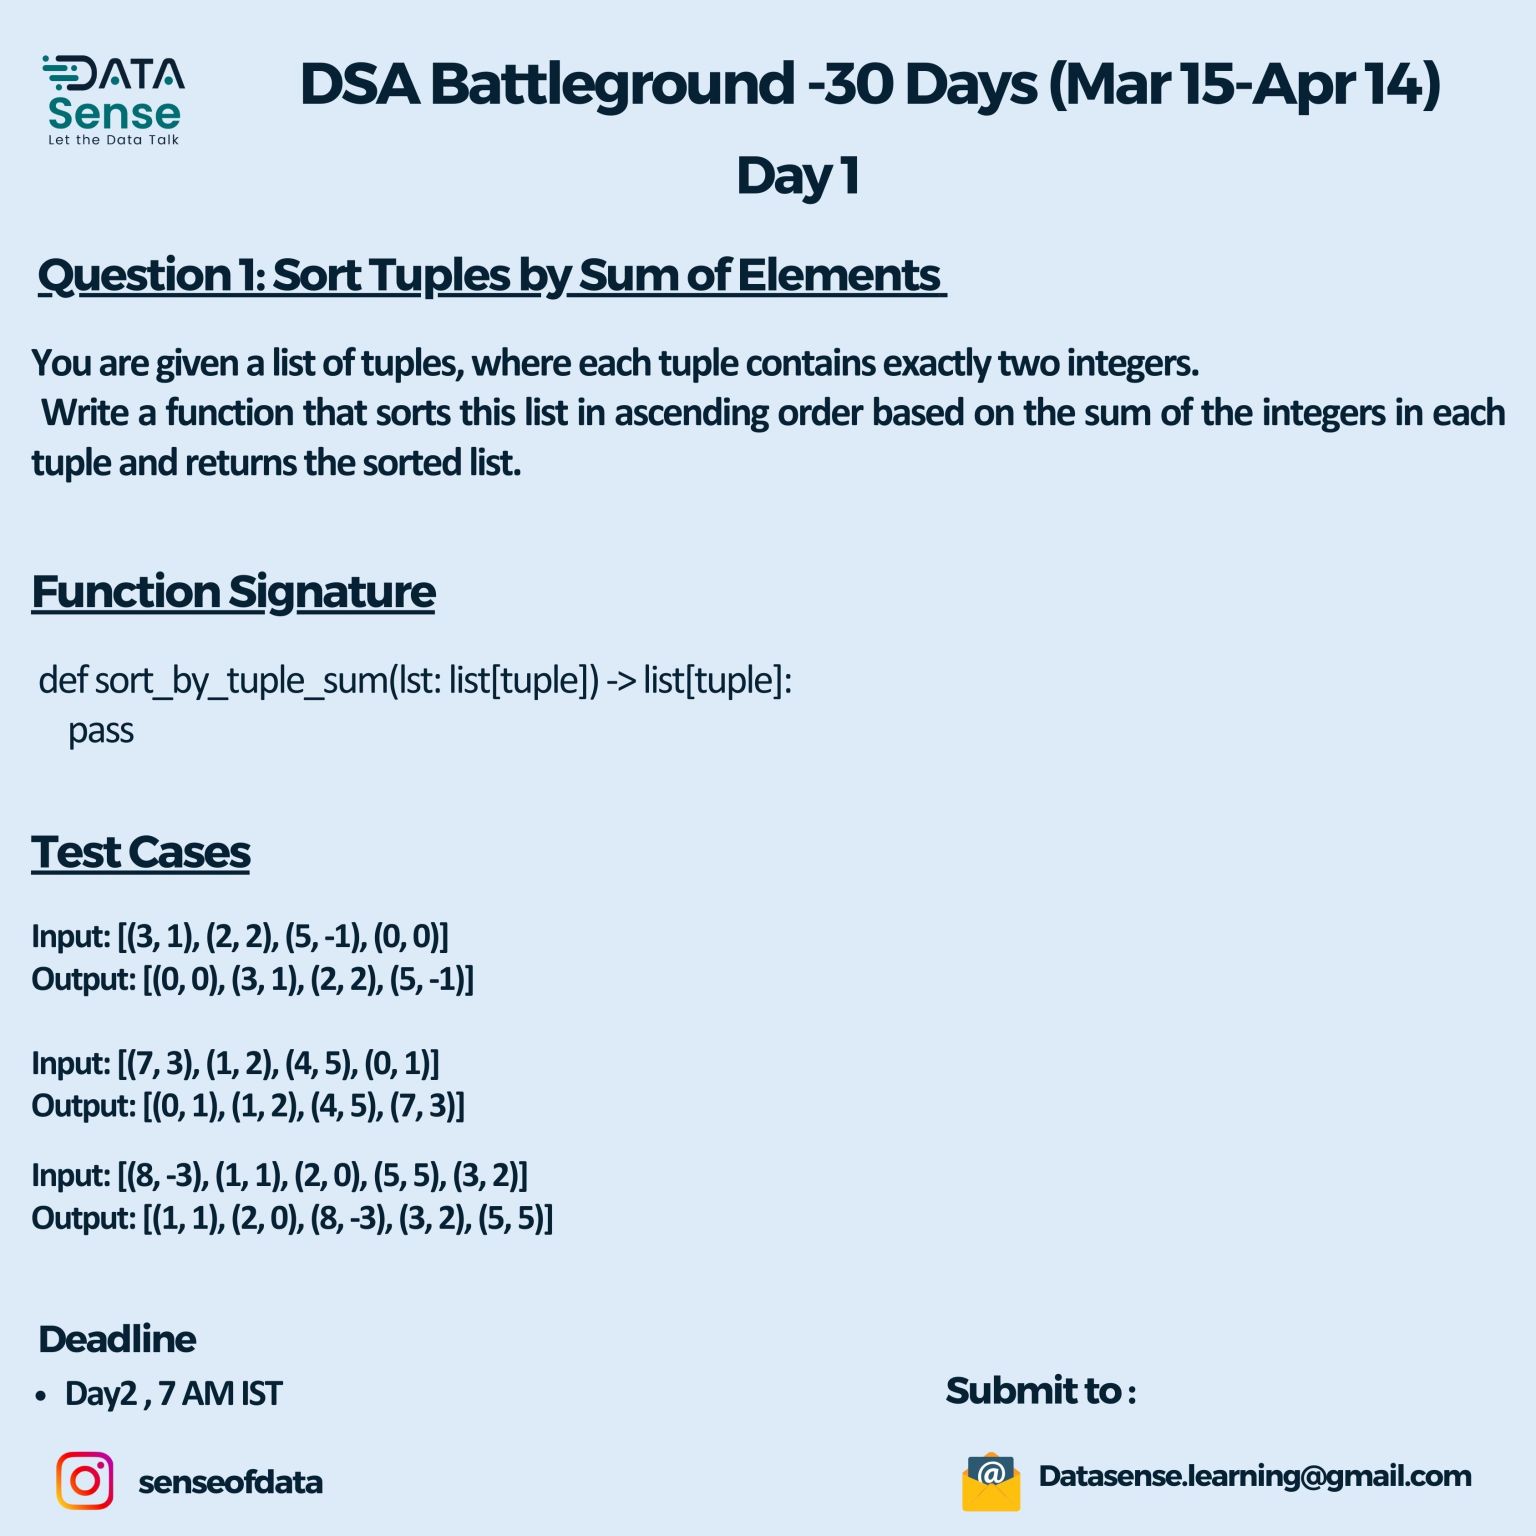 DATA
Sense
Let the Data Talk
DSA Battleground -30 Days (Mar 15-Apr 14)
Day 1
Question 1: Sort Tuples by Sum of Elements
You are given a list of tuples, where each tuple contains exactly two integers.
Write a function that sorts this list in ascending order based on the sum of the integers in each
tuple and returns the sorted list.
Function Signature
def sort_by_tuple_sum(lst: list[tuple]) -> list[tuple]:
pass
Test Cases
Input: [(3, 1), (2, 2), (5, -1), (0, 0)]
Output: [(0, 0), (3, 1), (2, 2), (5, -1)]
Input: [(7, 3), (1, 2), (4, 5), (0, 1)]
Output: [(0, 1), (1, 2), (4, 5), (7, 3)]
Input: [(8, -3), (1, 1), (2, 0), (5, 5), (3, 2)]
Output: [(1, 1), (2, 0), (8, -3), (3, 2), (5, 5)]
Deadline
• Day2 , 7 AM IST
senseofdata
Submit to :
@
Datasense.learning@gmail.com